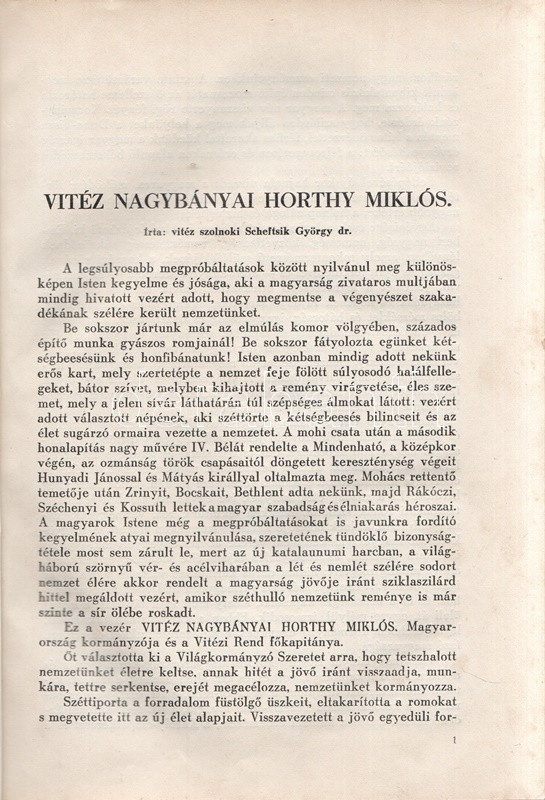 VITÉZ NAGYBÁNYAI HORTHY MIKLÓS.
Írta: vitéz szolnoki Scheftsik György dr.
A legsúlyosabb megpróbáltatások között nyilvánul meg különös-
képen Isten kegyelme és jósága, aki a magyarság zivataros multjában
mindig hivatott vezért adott, hogy megmentse a végenyészet szaka-
dékának szélére került nemzetünket.
Be sokszor jártunk már az elmúlás komor völgyében, százados
építő munka gyászos romjainál! Be sokszor fátyolozta egünket két-
ségbeesésünk és honfibánatunk! Isten azonban mindig adott nekünk
erős kart, mely szertetépte a nemzet feje fölött súlyosodó halálfelle-
geket, bátor szívet, melyben kihajtott a remény virágvetése, éles sze-
met, mely a jelen sivár láthatárán túl szépséges álmokat látott: vezért
adott választott népének, aki széttörte a kétségbeesés bilincseit és az
élet sugárzó ormaira vezette a nemzetet. A mohi csata után a második
honalapítás nagy művére IV. Bélát rendelte a Mindenható, a középkor
végén, az ozmánság török csapásaitól döngetett kereszténység végeit
Hunyadi Jánossal és Mátyás királlyal oltalmazta meg. Mohács rettentő
temetője után Zrinyit, Bocskait, Bethlent adta nekünk, majd Rákóczi,
Széchenyi és Kossuth lettek a magyar szabadság és élniakarás héroszai.
A magyarok Istene még a megpróbáltatásokat is javunkra fordító
kegyelmének atyai megnyilvánulása, szeretetének tündöklő bizonyság-
tétele most sem zárult le, mert az új katalaunumi harcban, a világ-
háború szörnyű vér- és acélviharában a lét és nemlét szélére sodort
nemzet élére akkor rendelt a magyarság jövője iránt sziklaszilárd
hittel megáldott vezért, amikor széthulló nemzetünk reménye is már
szinte a sír ölébe roskadt.
Ez a vezér VITÉZ NAGYBÁNYAI HORTHY MIKLÓS, Magyar-
ország kormányzója és a Vitézi Rend főkapitánya.
Őt választotta ki a Világkormányzó Szeretet arra, hogy tetszhalott
nemzetünket életre keltse, annak hitét a jövő iránt visszaadja, mun-
kára, tettre serkentse, erejét megacélozza, nemzetünket kormányozza.
Széttiporta a forradalom füstölgő üszkeit, eltakarította a romokat
s megvetette itt az új élet alapjait. Visszavezetett a jövő egyedüli for-
1